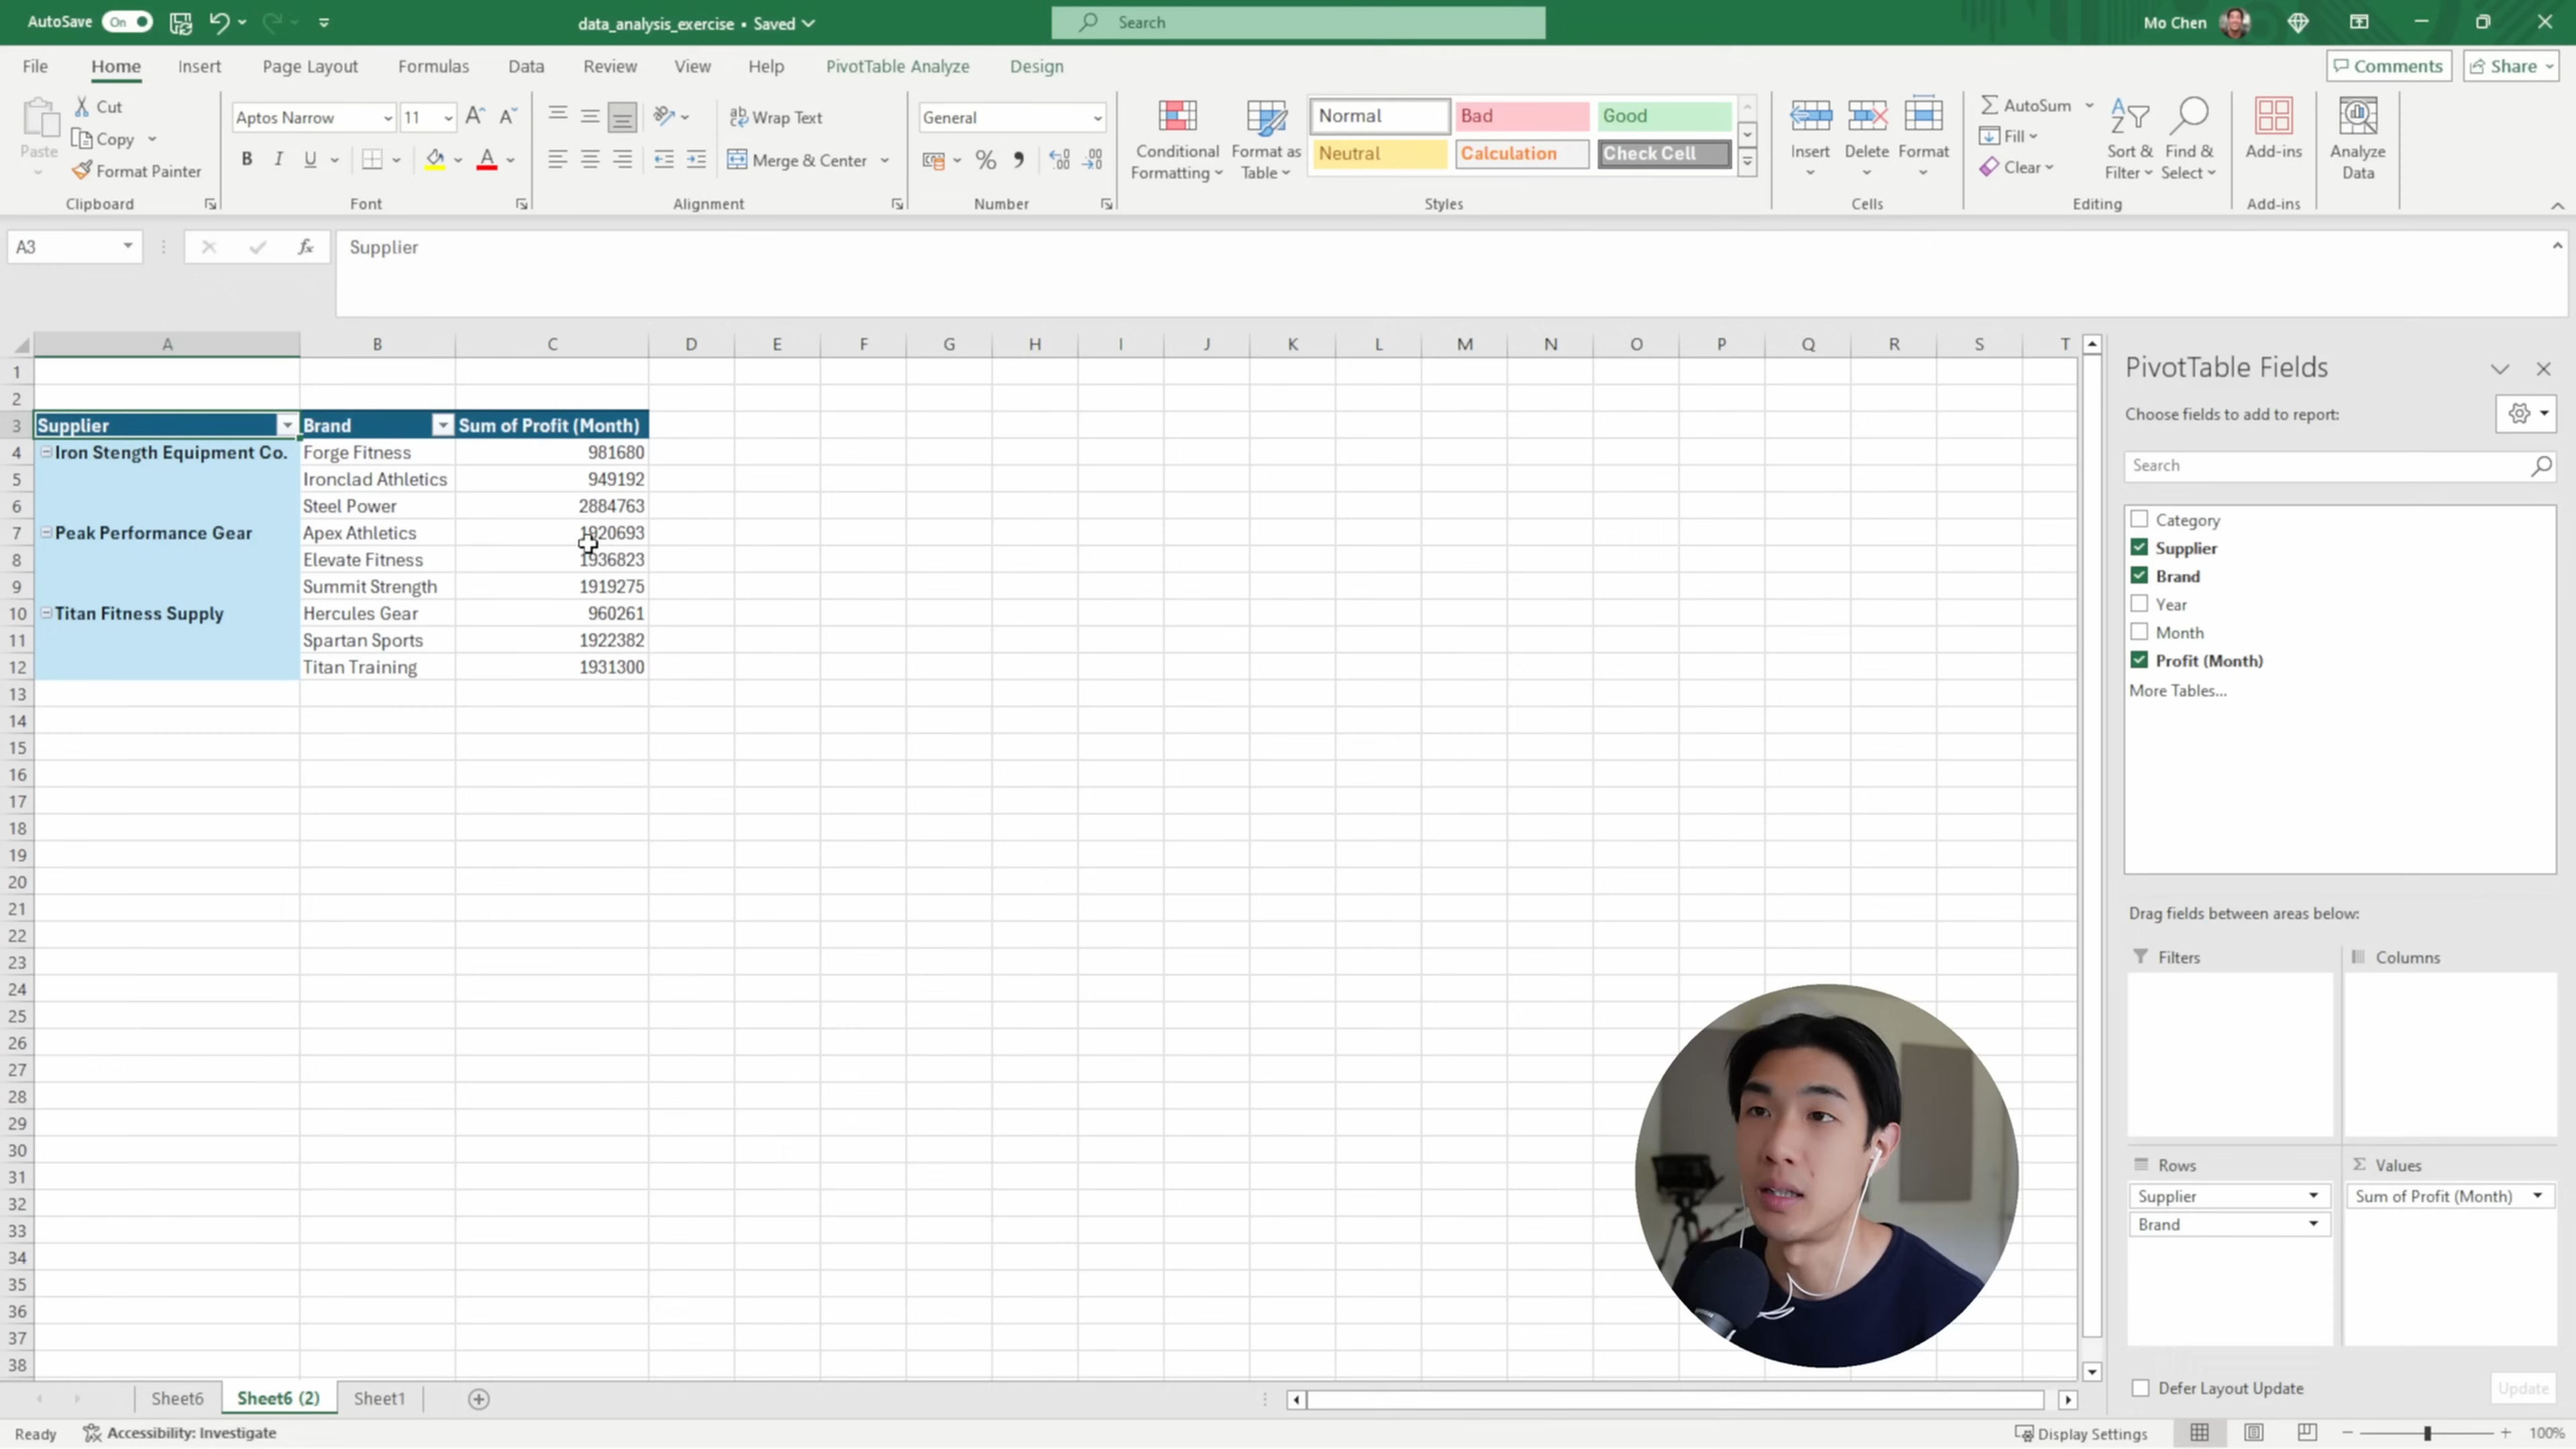 AutoSave On data_analysis_exercise • Saved Search Mo Chen
File Home Insert Page Layout Formulas Data Review View Help PivotTable Analyze Design Comments Share
Paste
Cut
Copy
Format Painter
Clipboard
Aptos Narrow 11
B I U
Font
Wrap Text
Merge & Center
Alignment
General
%
Number
Conditional Formatting
Format as Table
Normal Bad Good
Neutral Calculation Check Cell
Styles
Insert Delete Format
Cells
AutoSum
Fill
Clear
Sort & Filter
Find & Select
Editing
Add-ins
Add-ins
Analyze Data
A3 fx Supplier
A B C D E F G H I J K L M N O P Q R S T
1
2
3 Supplier Brand Sum of Profit (Month)
4 Iron Stength Equipment Co. Forge Fitness 981680
5 Ironclad Athletics 949192
6 Steel Power 2884763
7 Peak Performance Gear Apex Athletics 1920693
8 Elevate Fitness 1936823
9 Summit Strength 1919275
10 Titan Fitness Supply Hercules Gear 960261
11 Spartan Sports 1922382
12 Titan Training 1931300
13
14
15
16
17
18
19
20
21
22
23
24
25
26
27
28
29
30
31
32
33
34
35
36
37
38
PivotTable Fields
Choose fields to add to report:
Search
Category
Supplier
Brand
Year
Month
Profit (Month)
More Tables...
Drag fields between areas below:
Filters Columns
Rows Values
Supplier Sum of Profit (Month)
Brand
Defer Layout Update Update
Sheet6 Sheet6 (2) Sheet1
Ready Accessibility: Investigate Display Settings 100%